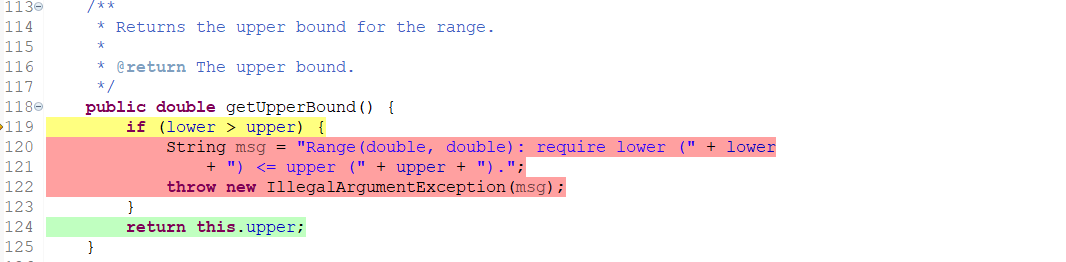 113 /**
114 * Returns the upper bound for the range.
115 *
116 * @return The upper bound.
117 */
118 public double getUpperBound() {
119 if (lower > upper) {
120 String msg = "Range(double, double): require lower (" + lower
121 + ") <= upper (" + upper + ").";
122 throw new IllegalArgumentException(msg);
123 }
124 return this.upper;
125 }